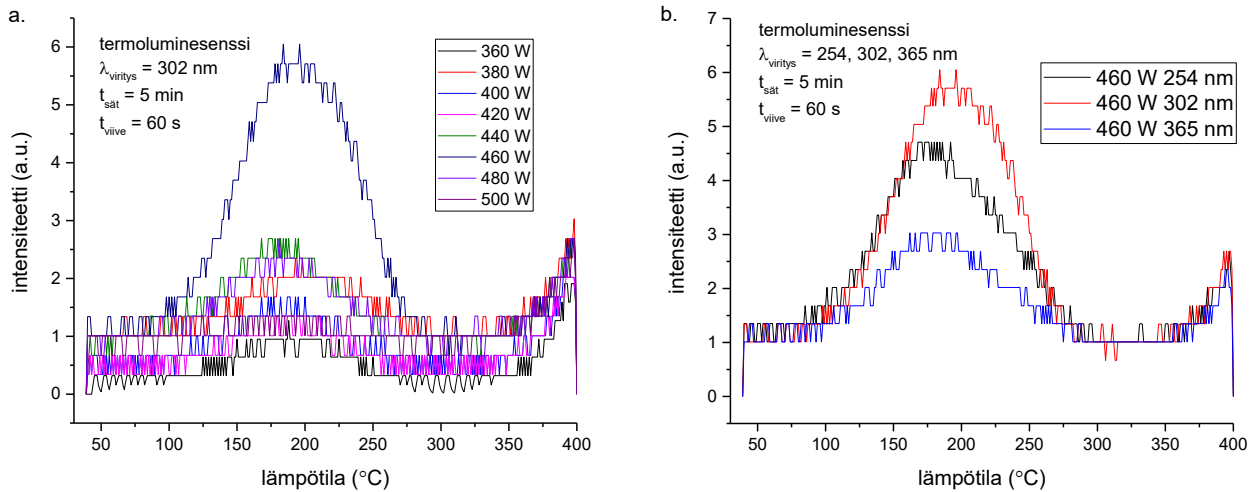 a.
termoluminesenssi
λviritys = 302 nm
tsät = 5 min
tviive = 60 s
360 W
380 W
400 W
420 W
440 W
460 W
480 W
500 W
intensiteetti (a.u.)
6
5
4
3
2
1
0
50 100 150 200 250 300 350 400
lämpötila (°C)
b.
termoluminesenssi
λviritys = 254, 302, 365 nm
tsät = 5 min
tviive = 60 s
460 W 254 nm
460 W 302 nm
460 W 365 nm
intensiteetti (a.u.)
7
6
5
4
3
2
1
0
50 100 150 200 250 300 350 400
lämpötila (°C)